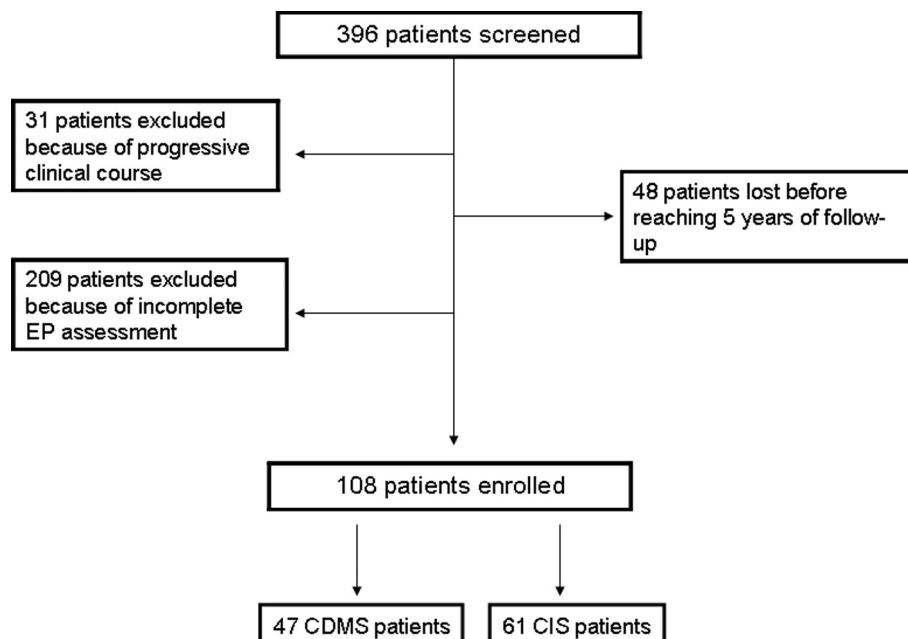 396 patients screened
31 patients excluded
because of progressive
clinical course
48 patients lost before
reaching 5 years of follow-
up
209 patients excluded
because of incomplete
EP assessment
108 patients enrolled
47 CDMS patients
61 CIS patients